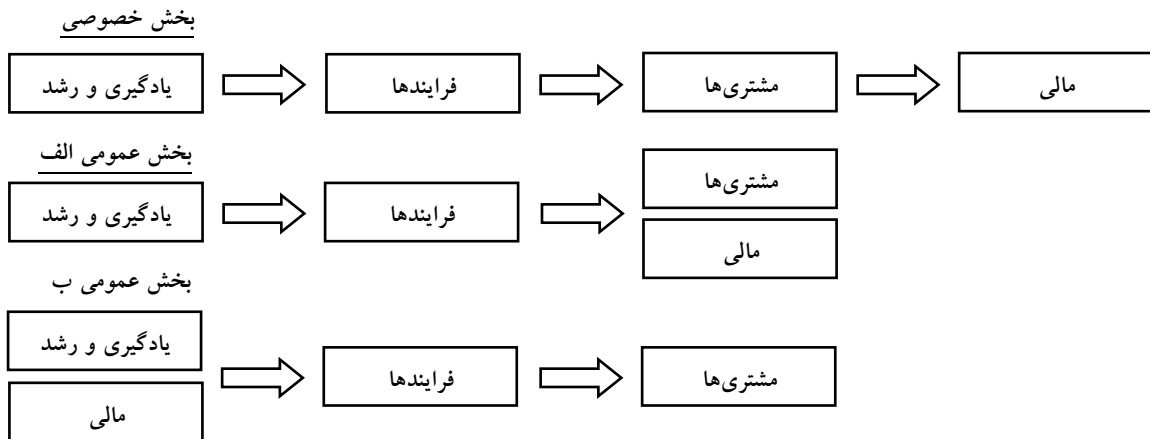 بخش خصوصی
یادگیری و رشد
فرایندها
مشتری‌ها
مالی
بخش عمومی الف
یادگیری و رشد
فرایندها
مشتری‌ها
مالی
بخش عمومی ب
یادگیری و رشد
مالی
فرایندها
مشتری‌ها